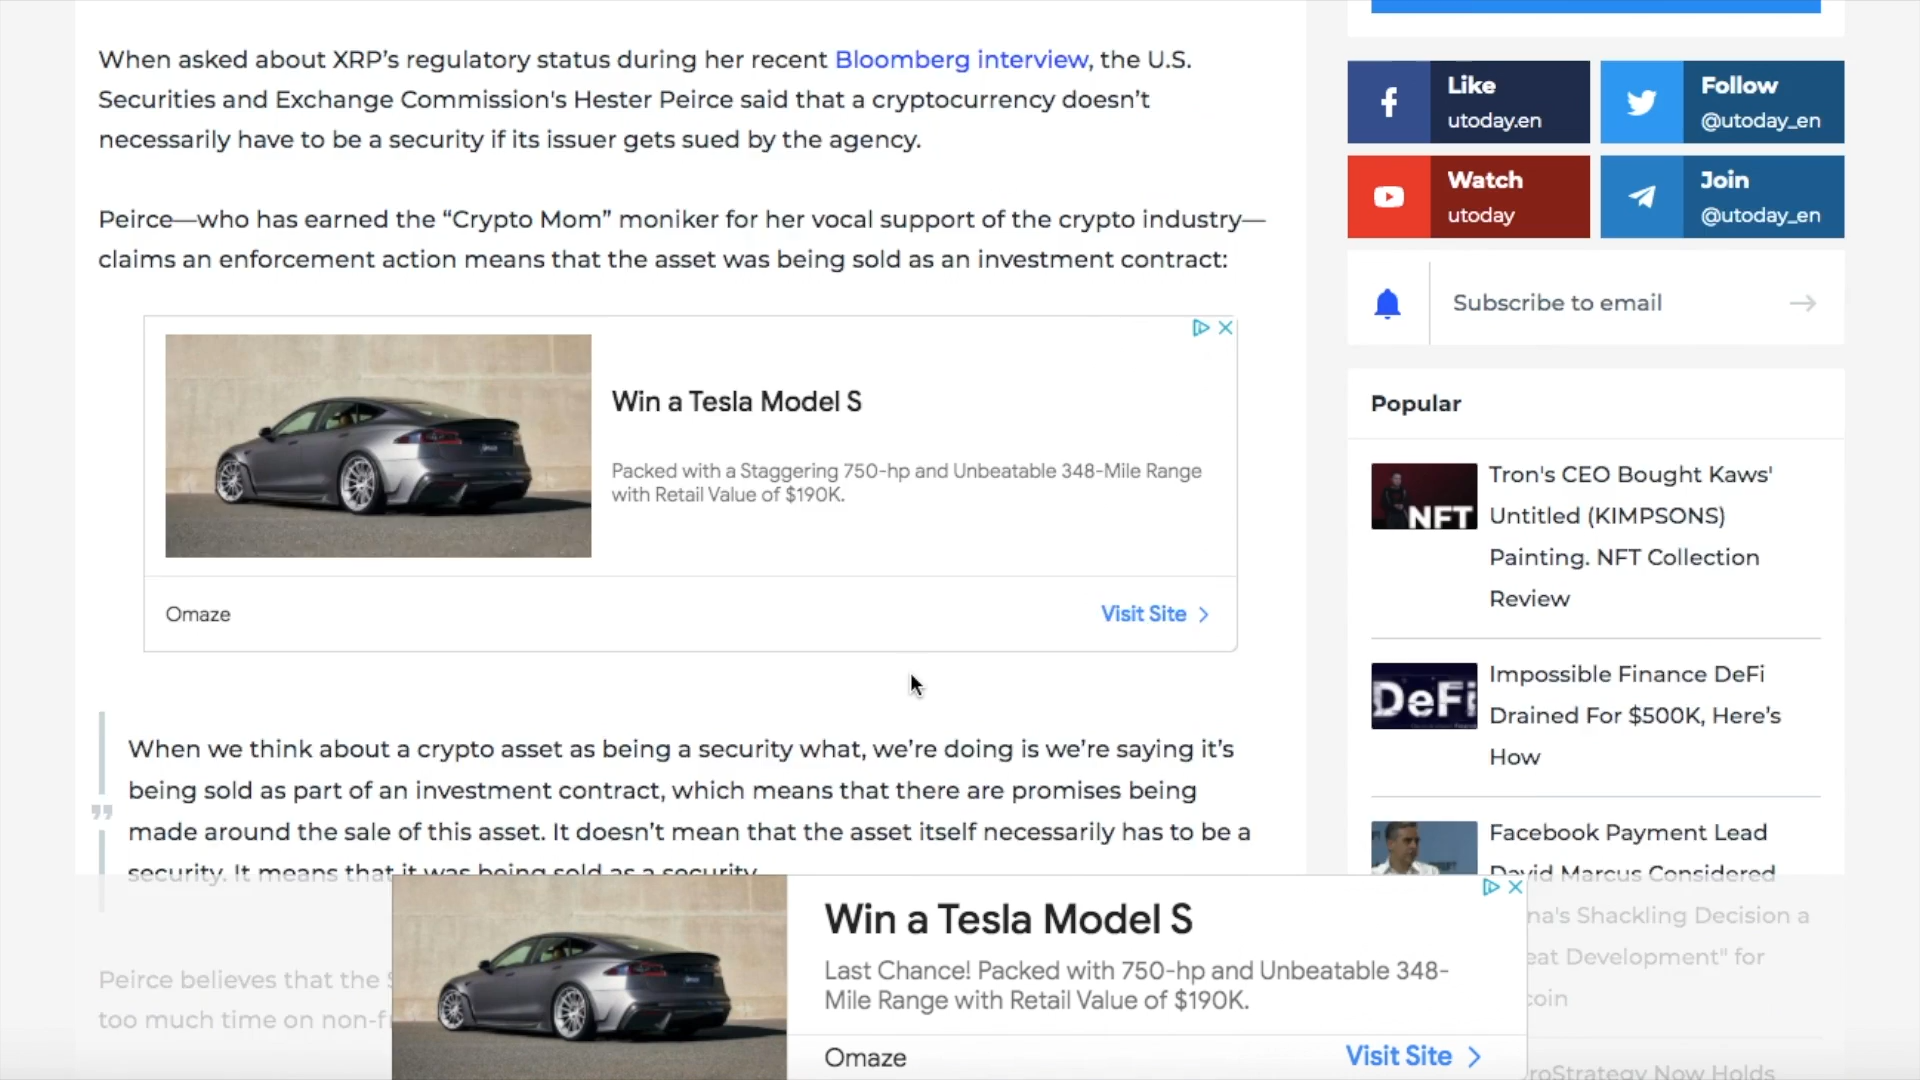 When asked about XRP’s regulatory status during her recent Bloomberg interview, the U.S.
Securities and Exchange Commission's Hester Peirce said that a cryptocurrency doesn’t
necessarily have to be a security if its issuer gets sued by the agency.
Peirce—who has earned the “Crypto Mom” moniker for her vocal support of the crypto industry—
claims an enforcement action means that the asset was being sold as an investment contract:
Win a Tesla Model S
Packed with a Staggering 750-hp and Unbeatable 348-Mile Range
with Retail Value of $190K.
Omaze
Visit Site
When we think about a crypto asset as being a security what, we’re doing is we’re saying it’s
being sold as part of an investment contract, which means that there are promises being
made around the sale of this asset. It doesn’t mean that the asset itself necessarily has to be a
security. It means that it was being sold as a security.
Peirce believes that the
too much time on
Win a Tesla Model S
Last Chance! Packed with 750-hp and Unbeatable 348-
Mile Range with Retail Value of $190K.
Omaze
Visit Site
Like
utoday.en
Follow
@utoday_en
Watch
utoday
Join
@utoday_en
Subscribe to email
Popular
NFT
Tron's CEO Bought Kaws'
Untitled (KIMPSONS)
Painting. NFT Collection
Review
DeFi
Impossible Finance DeFi
Drained For $500K, Here’s
How
Facebook Payment Lead
David Marcus Considered
Shackling Decision a
Development" for
Now Holds